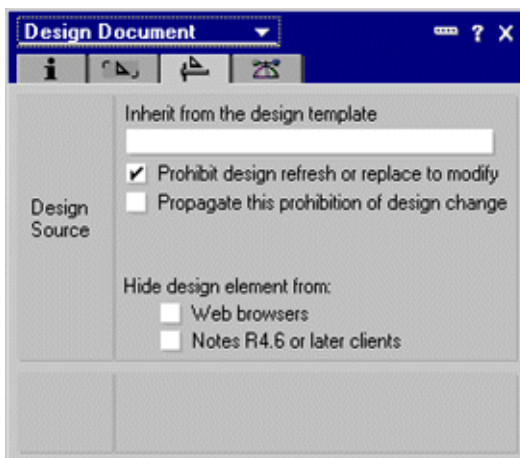 Design Document
? X
i
Inherit from the design template
Prohibit design refresh or replace to modify
Propagate this prohibition of design change
Design
Source
Hide design element from:
Web browsers
Notes R4.6 or later clients